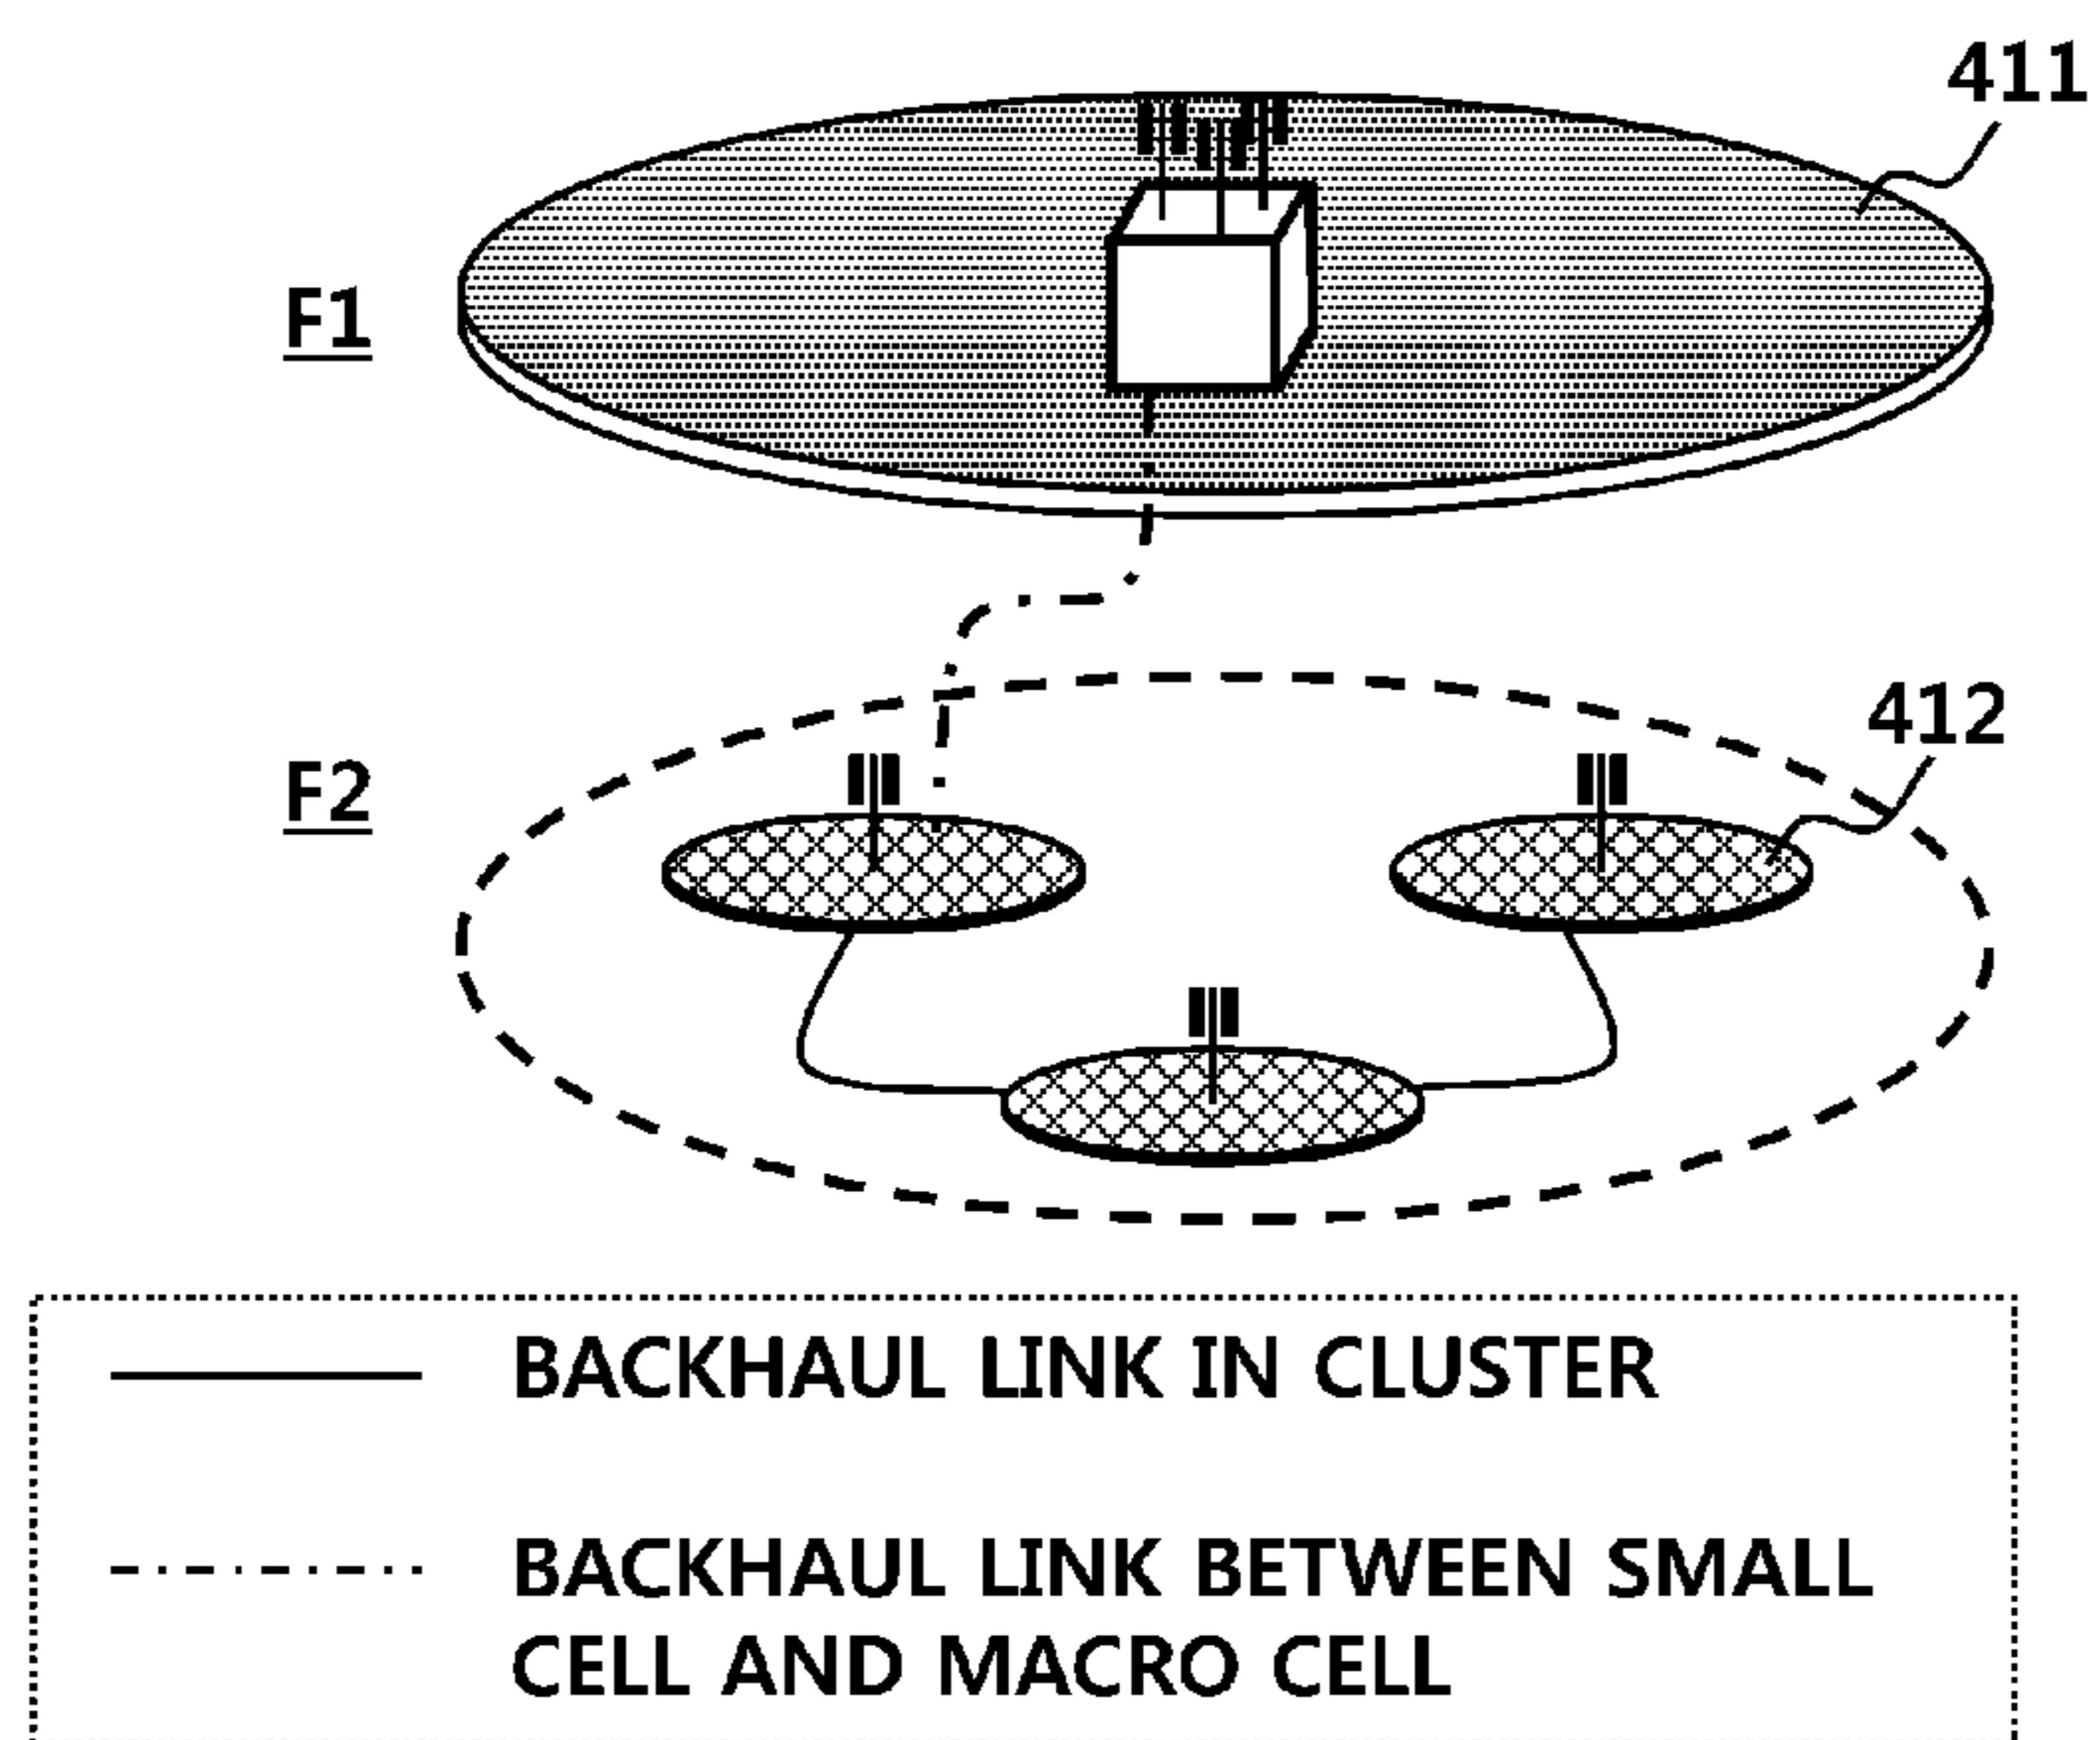 411
F1
412
F2
BACKHAUL LINK IN CLUSTER
BACKHAUL LINK BETWEEN SMALL
CELL AND MACRO CELL